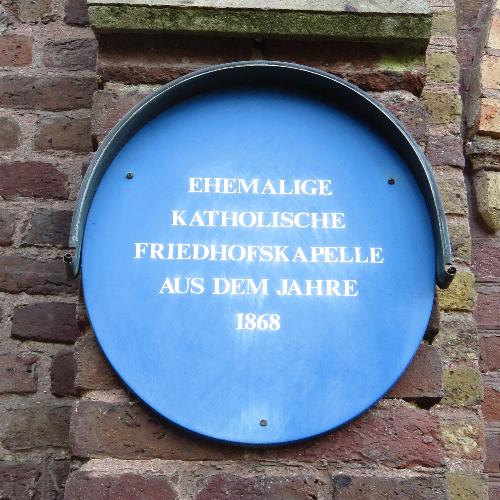 EHEMALIGE
KATHOLISCHE
FRIEDHOFSKAPELLE
AUS DEM JAHRE
1868